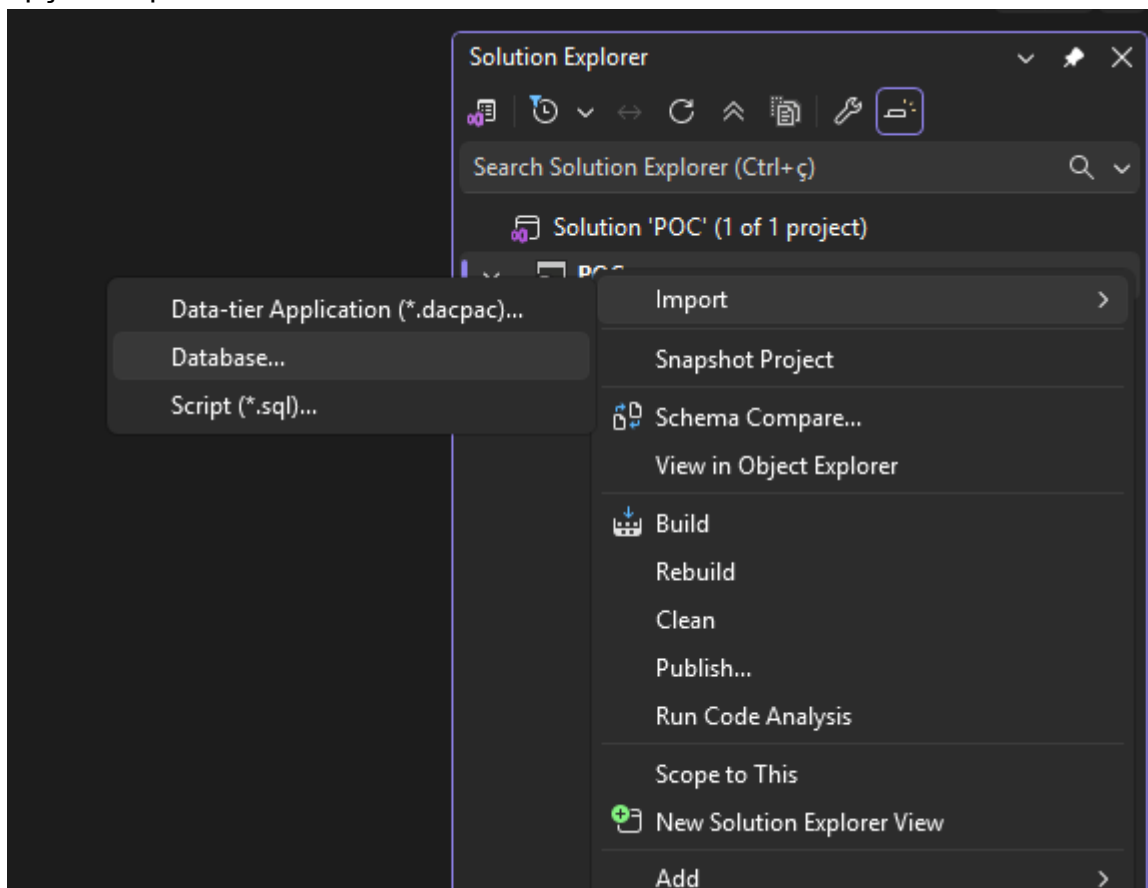 Solution Explorer
Search Solution Explorer (Ctrl+ç)
Solution 'POC' (1 of 1 project)
POC
Import
Data-tier Application (*.dacpac)...
Database...
Script (*.sql)...
Snapshot Project
Schema Compare...
View in Object Explorer
Build
Rebuild
Clean
Publish...
Run Code Analysis
Scope to This
New Solution Explorer View
Add